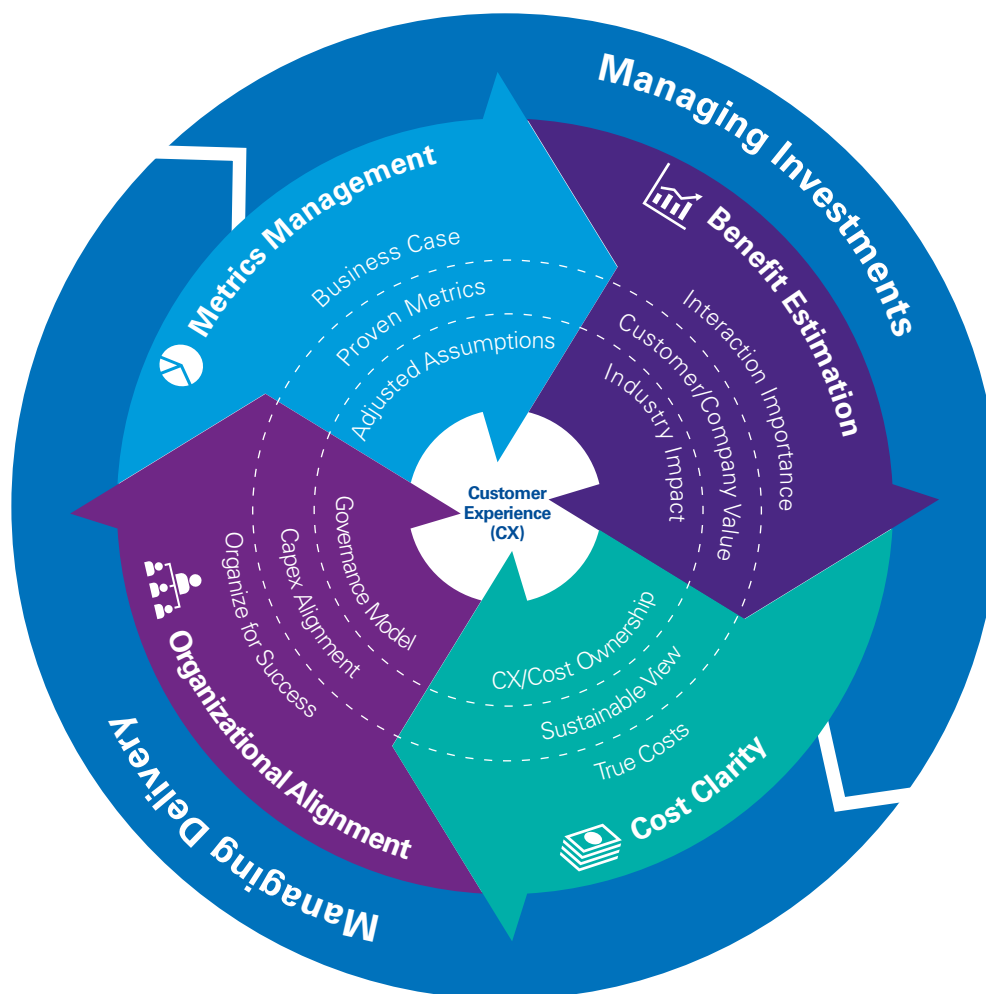 Managing Investments
Metrics Management
Business Case
Proven Metrics
Adjusted Assumptions
Benefit Estimation
Interaction Importance
Customer/Company Value
Industry Impact
Customer
Experience
(CX)
CX/Cost Ownership
Sustainable View
True Costs
Cost Clarity
Governance Model
Capex Alignment
Organize for Success
Organizational Alignment
Managing Delivery